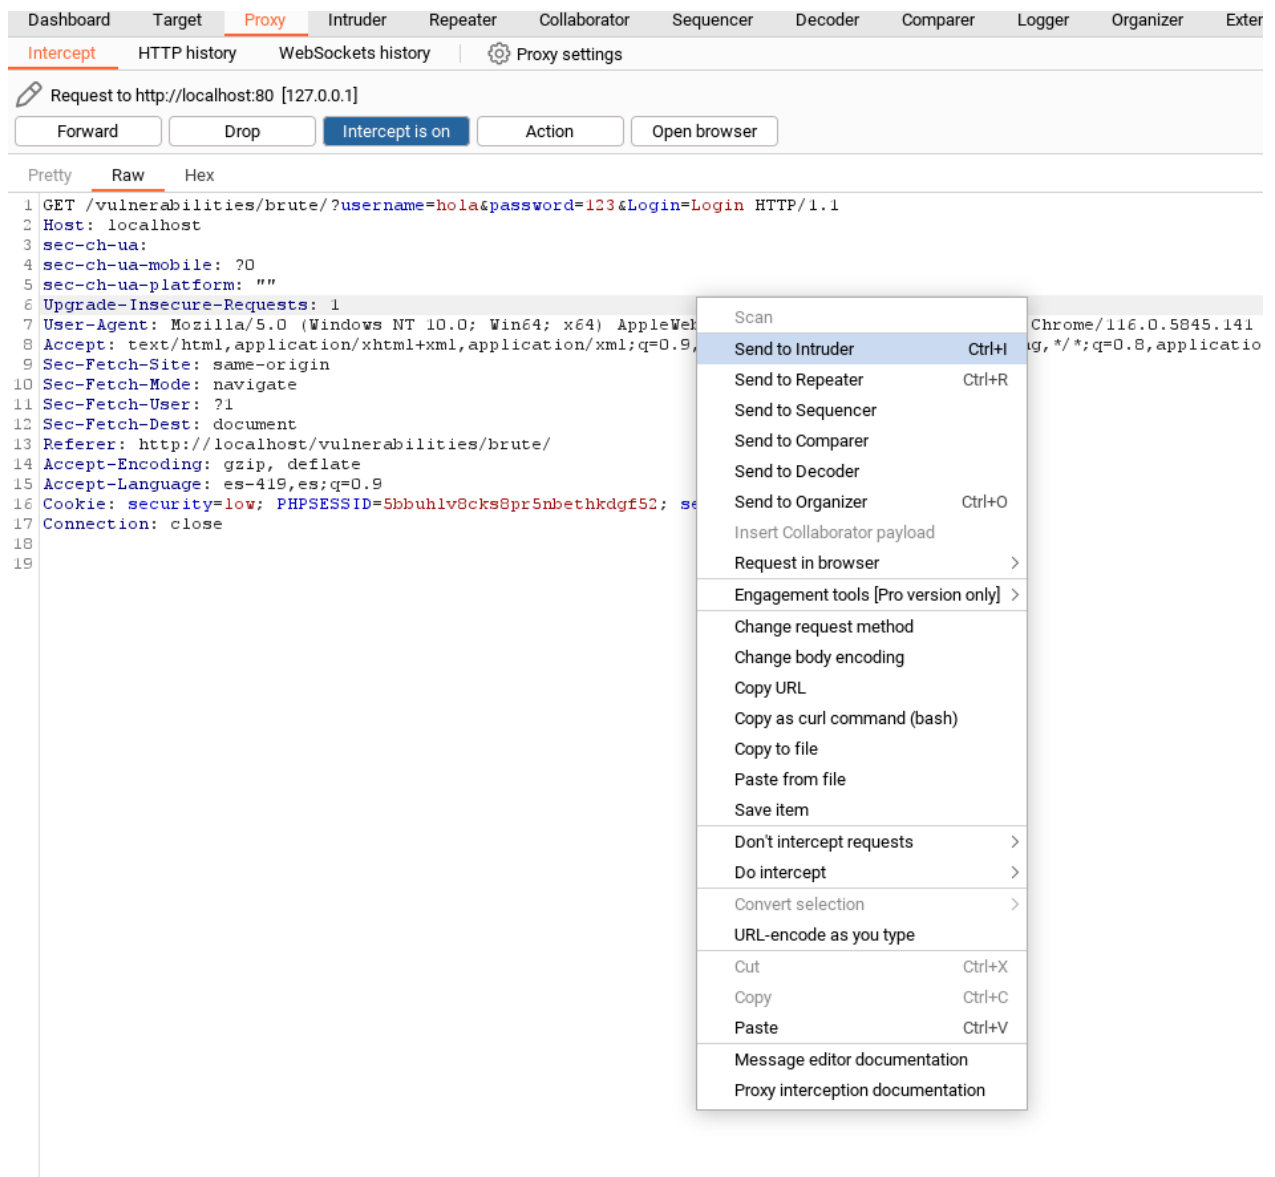 Dashboard Target Proxy Intruder Repeater Collaborator Sequencer Decoder Comparer Logger Organizer Exter
Intercept HTTP history WebSockets history Proxy settings
Request to http://localhost:80 [127.0.0.1]
Forward Drop Intercept is on Action Open browser
Pretty Raw Hex
1 GET /vulnerabilities/brute/?username=hola&password=123&Login=Login HTTP/1.1
2 Host: localhost
3 sec-ch-ua:
4 sec-ch-ua-mobile: ?0
5 sec-ch-ua-platform: ""
6 Upgrade-Insecure-Requests: 1
7 User-Agent: Mozilla/5.0 (Windows NT 10.0; Win64; x64) AppleWeb Chrome/116.0.5845.141
8 Accept: text/html,application/xhtml+xml,application/xml;q=0.9, ng,*/*;q=0.8,applicatio
9 Sec-Fetch-Site: same-origin
10 Sec-Fetch-Mode: navigate
11 Sec-Fetch-User: ?1
12 Sec-Fetch-Dest: document
13 Referer: http://localhost/vulnerabilities/brute/
14 Accept-Encoding: gzip, deflate
15 Accept-Language: es-419,es;q=0.9
16 Cookie: security=low; PHPSESSID=5bbuhlv8cks8pr5nbethkdgf52; se
17 Connection: close
18
19
Scan
Send to Intruder Ctrl+I
Send to Repeater Ctrl+R
Send to Sequencer
Send to Comparer
Send to Decoder
Send to Organizer Ctrl+O
Insert Collaborator payload
Request in browser
Engagement tools [Pro version only]
Change request method
Change body encoding
Copy URL
Copy as curl command (bash)
Copy to file
Paste from file
Save item
Don't intercept requests
Do intercept
Convert selection
URL-encode as you type
Cut Ctrl+X
Copy Ctrl+C
Paste Ctrl+V
Message editor documentation
Proxy interception documentation